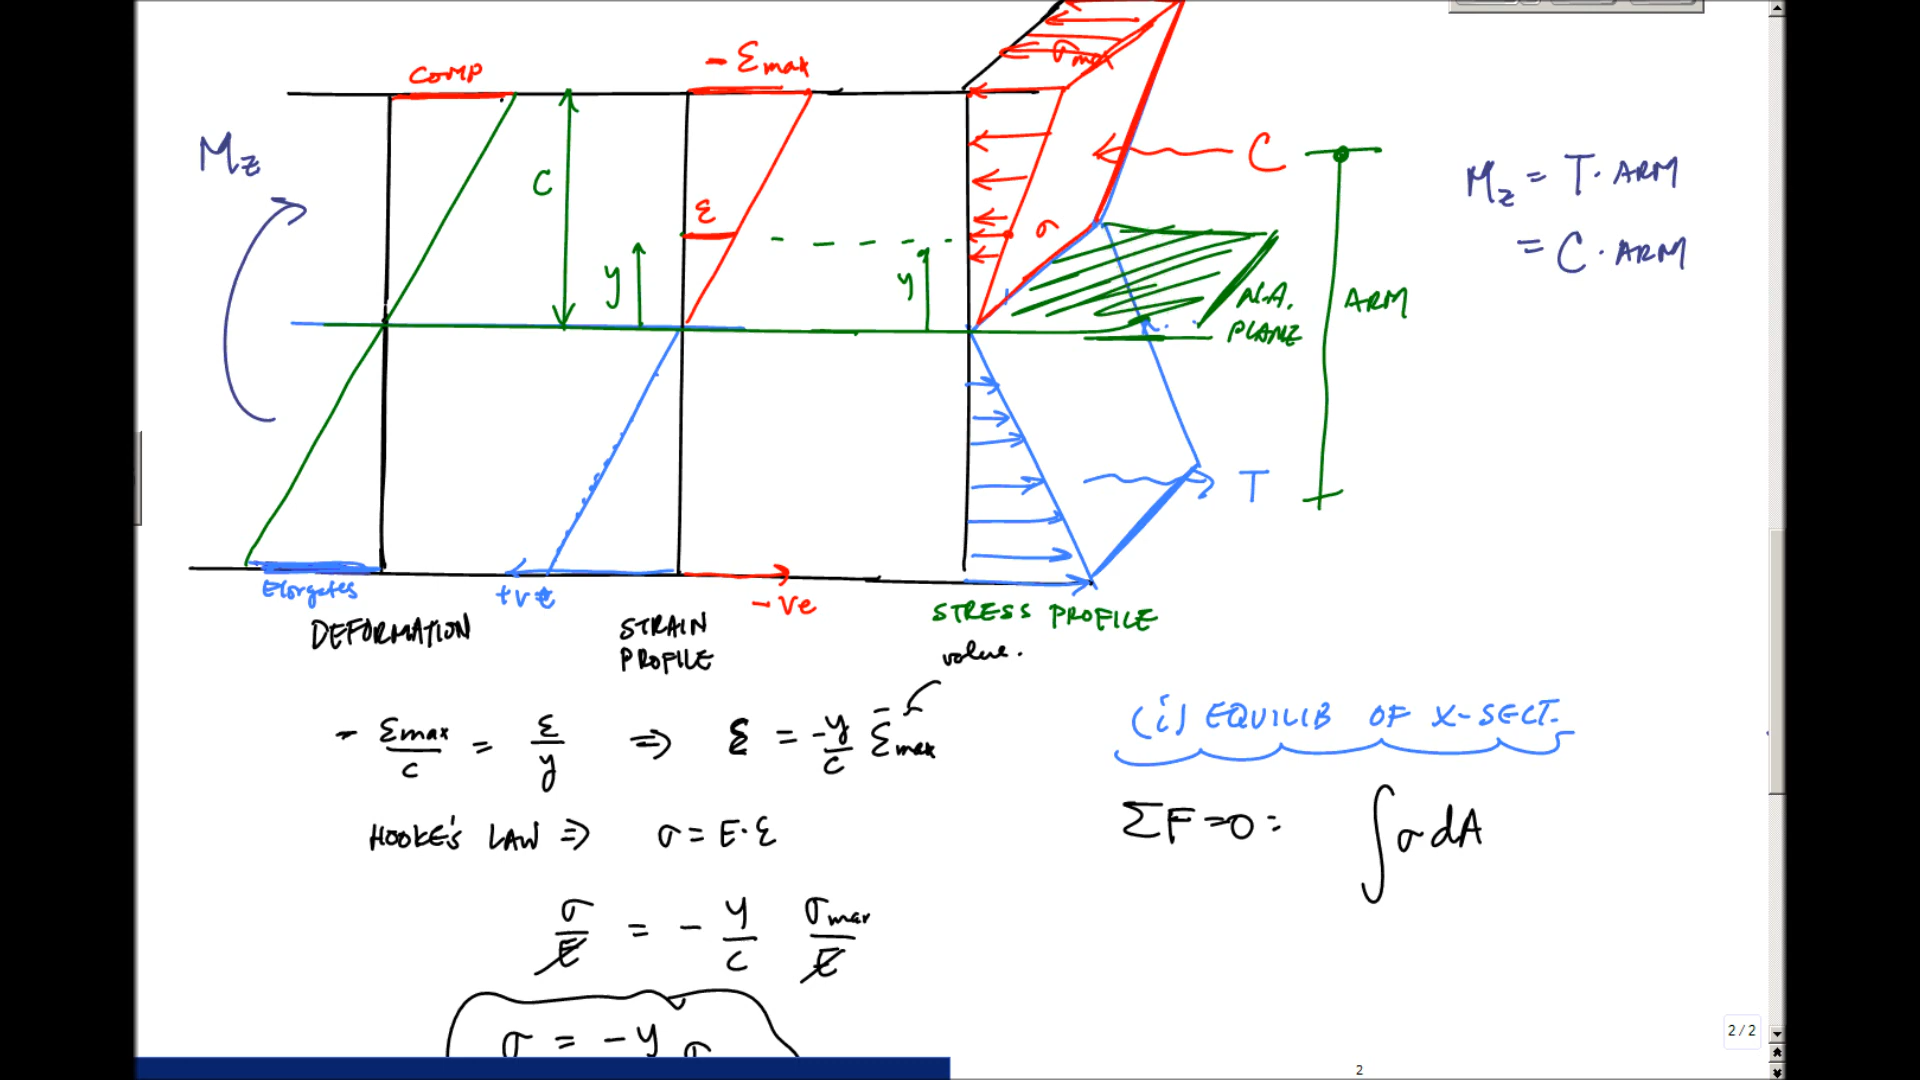 COMP
- εmax
σmax
Mz
C
C
Mz = T. ARM
ε
σ
= C. ARM
y
y
N.A.
PLANE
ARM
T
Elongates
+ve
- ve
DEFORMATION
STRAIN
PROFILE
STRESS PROFILE
value.
- εmax/c = ε/y ⇒ ε = -y/c εmax
(i) EQUILIB OF X-SECT.
HOOKE'S LAW ⇒ σ = E·ε
ΣF=0: ∫σdA
σ/E = - y/c σmax/E
σ = -y σ
2/2
2